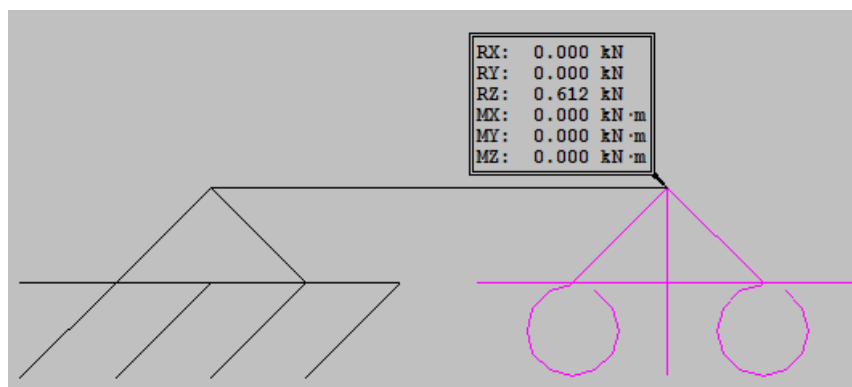 RX: 0.000 kN
RY: 0.000 kN
RZ: 0.612 kN
MX: 0.000 kN·m
MY: 0.000 kN·m
MZ: 0.000 kN·m